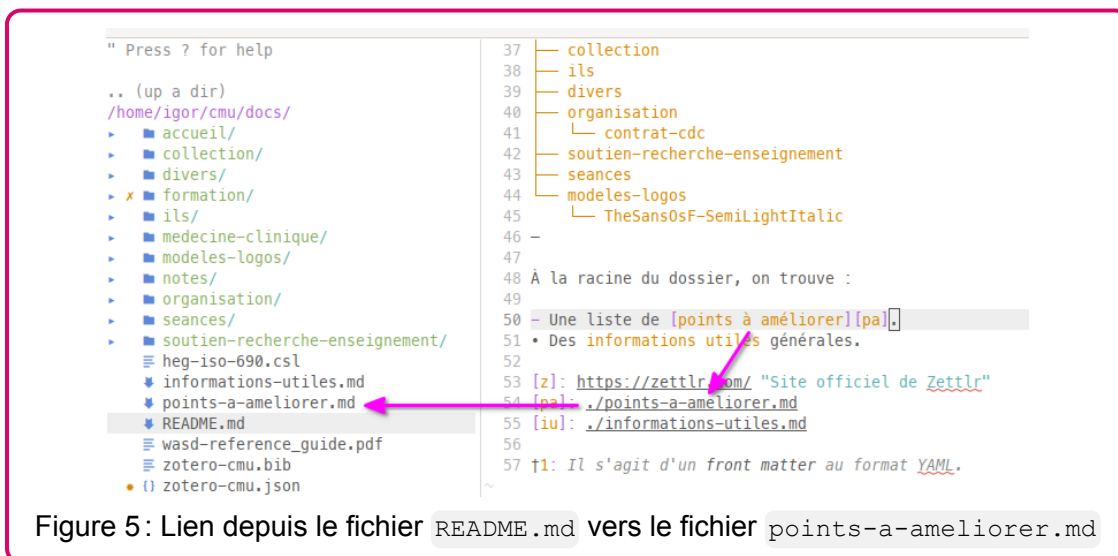 " Press ? for help
.. (up a dir)
/home/igor/cmu/docs/
▸ accueil/
▸ collection/
▸ divers/
▸ ✗ formation/
▸ ils/
▸ medecine-clinique/
▸ modeles-logos/
▸ notes/
▸ organisation/
▸ seances/
▸ soutien-recherche-enseignement/
heg-iso-690.csl
informations-utiles.md
points-a-ameliorer.md
README.md
wasd-reference_guide.pdf
zotero-cmu.bib
{} zotero-cmu.json
37 ├── collection
38 ├── ils
39 ├── divers
40 ├── organisation
41 │   └── contrat-cdc
42 ├── soutien-recherche-enseignement
43 ├── seances
44 └── modeles-logos
45     └── TheSansOsF-SemiLightItalic
46 –
47
48 À la racine du dossier, on trouve :
49
50 – Une liste de [points à améliorer][pa].
51 • Des informations utiles générales.
52
53 [z]: https://zettlr.com/ "Site officiel de Zettlr"
54 [pa]: ./points-a-ameliorer.md
55 [iu]: ./informations-utiles.md
56
57 †1: Il s'agit d'un front matter au format YAML.
~
Figure 5 : Lien depuis le fichier README.md vers le fichier points-a-ameliorer.md